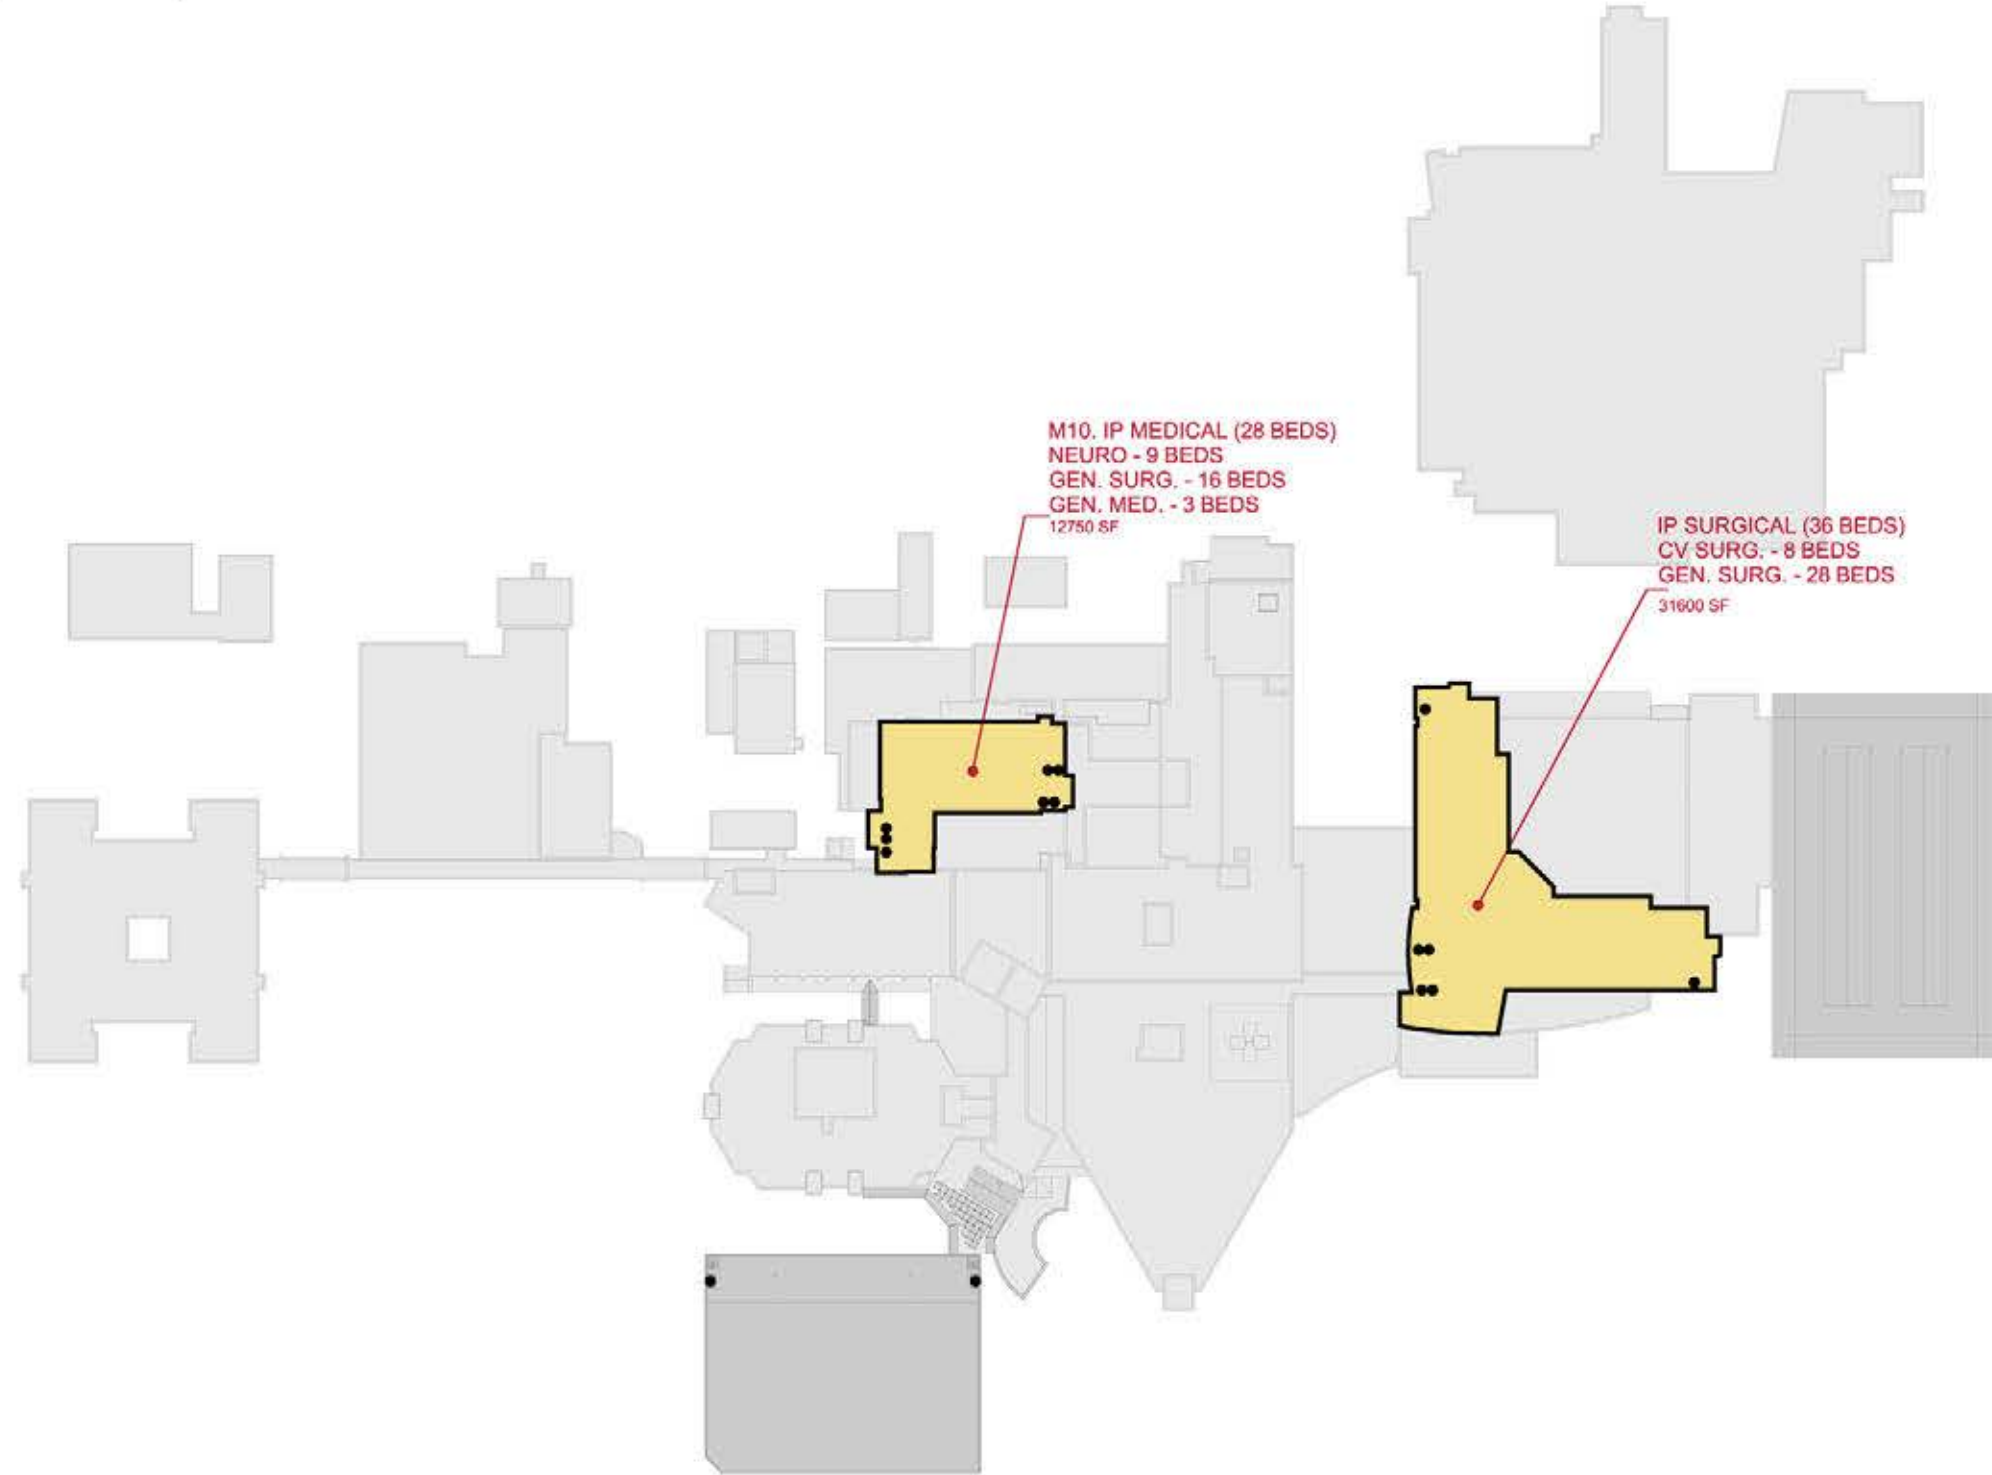 M10. IP MEDICAL (28 BEDS)
NEURO - 9 BEDS
GEN. SURG. - 16 BEDS
GEN. MED. - 3 BEDS
12750 SF
IP SURGICAL (36 BEDS)
CV SURG. - 8 BEDS
GEN. SURG. - 28 BEDS
31600 SF